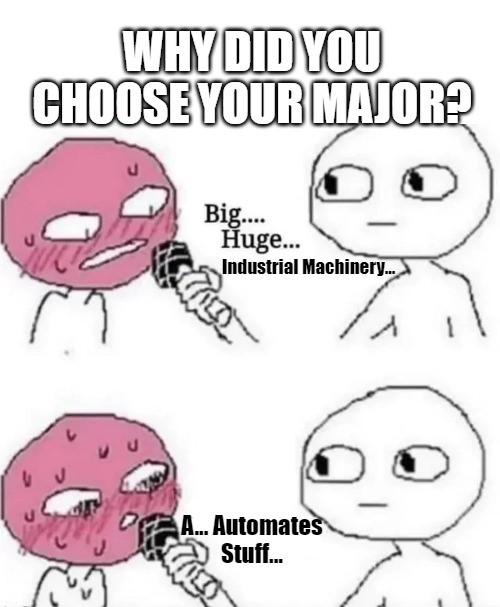 WHY DID YOU
CHOOSE YOUR MAJOR?
Big....
Huge...
Industrial Machinery...
A... Automates
Stuff...